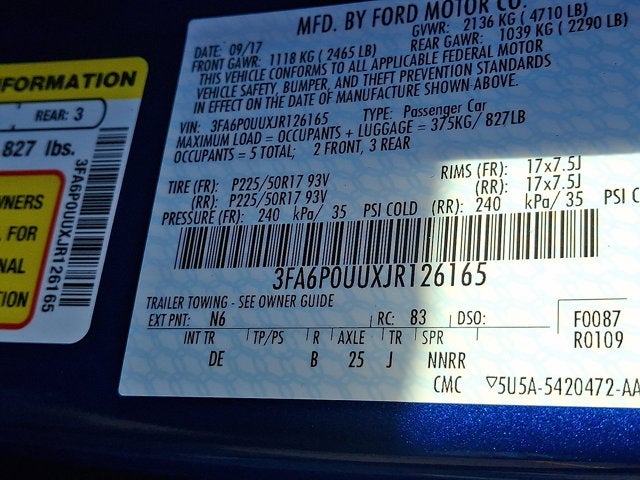 NFORMATION
REAR: 3
827 lbs.
WNERS
L FOR
NAL
TION
3FA6P0UUXJR126165
MFD. BY FORD MOTOR CO.
DATE: 09/17
GVWR: 2136 KG (4710 LB)
FRONT GAWR: 1118 KG (2465 LB)
REAR GAWR: 1039 KG (2290 LB)
THIS VEHICLE CONFORMS TO ALL APPLICABLE FEDERAL MOTOR
VEHICLE SAFETY, BUMPER, AND THEFT PREVENTION STANDARDS
IN EFFECT ON THE DATE OF MANUFACTURE SHOWN ABOVE.
VIN: 3FA6P0UUXJR126165 TYPE: Passenger Car
MAXIMUM LOAD = OCCUPANTS + LUGGAGE = 375KG/ 827LB
OCCUPANTS = 5 TOTAL; 2 FRONT, 3 REAR
TIRE (FR): P225/50R17 93V RIMS (FR): 17x7.5J
(RR): P225/50R17 93V (RR): 17x7.5J
PRESSURE (FR): 240 kPa/ 35 PSI COLD (RR): 240 kPa/ 35 PSI C
3FA6P0UUXJR126165
TRAILER TOWING - SEE OWNER GUIDE
EXT PNT: N6 RC: 83 DSO: F0087
R0109
INT TR TP/PS R AXLE TR SPR
DE B 25 J NNRR
CMC ▽5U5A-5420472-AA